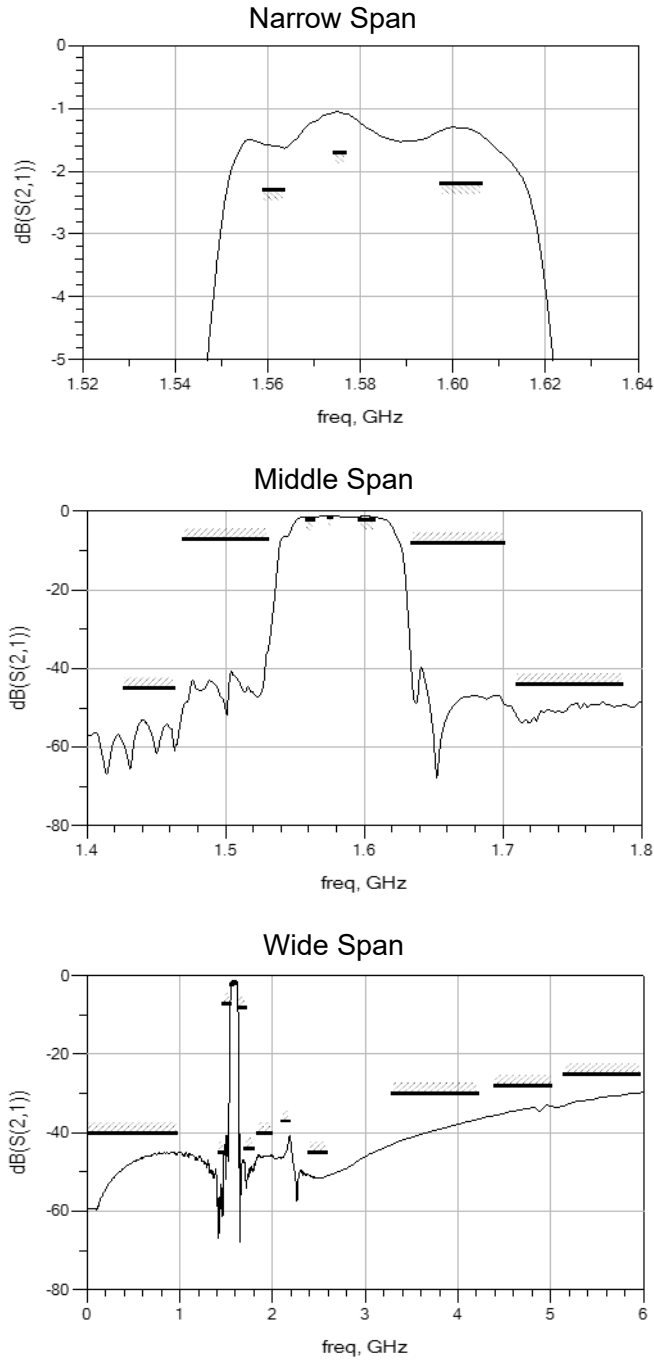 Narrow Span
0
-1
-2
-3
-4
-5
dB(S(2,1))
1.52 1.54 1.56 1.58 1.60 1.62 1.64
freq, GHz
Middle Span
0
-20
-40
-60
-80
dB(S(2,1))
1.4 1.5 1.6 1.7 1.8
freq, GHz
Wide Span
0
-20
-40
-60
-80
dB(S(2,1))
0 1 2 3 4 5 6
freq, GHz